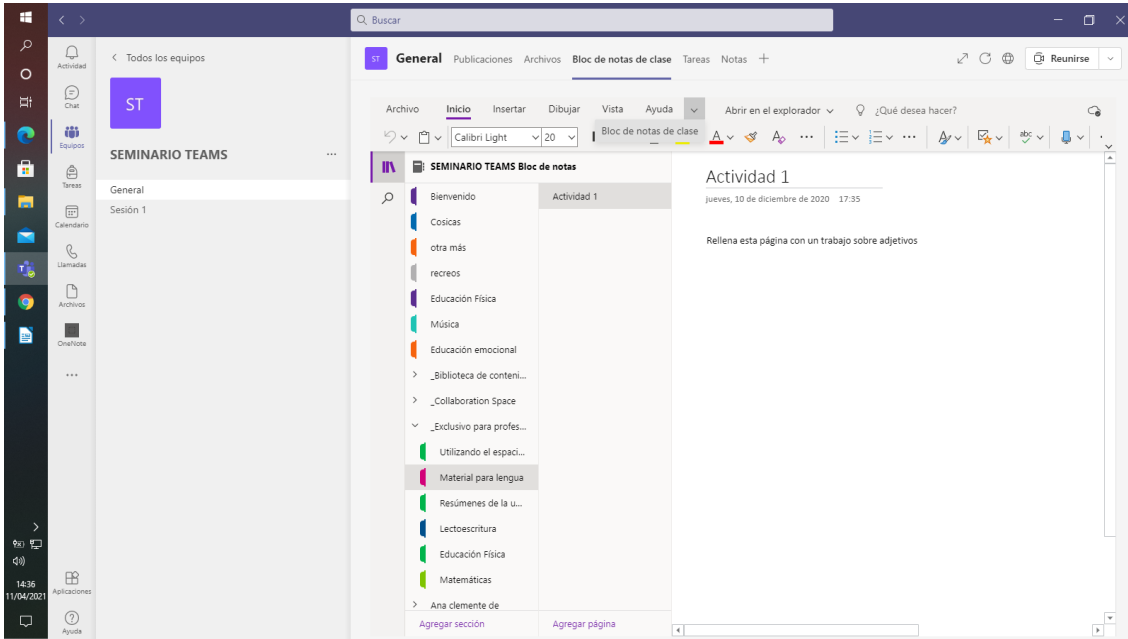 Buscar
Actividad
Chat
Equipos
Tareas
Calendario
Llamadas
Archivos
OneNote
Aplicaciones
Ayuda
14:36
11/04/2021
Todos los equipos
ST
SEMINARIO TEAMS
General
Sesión 1
ST General Publicaciones Archivos Bloc de notas de clase Tareas Notas
Reunirse
Archivo Inicio Insertar Dibujar Vista Ayuda Abrir en el explorador ¿Qué desea hacer?
Calibri Light 20
Bloc de notas de clase
SEMINARIO TEAMS Bloc de notas
Bienvenido
Cosicas
otra más
recreos
Educación Física
Música
Educación emocional
_Biblioteca de conteni...
_Collaboration Space
_Exclusivo para profes...
Utilizando el espaci...
Material para lengua
Resúmenes de la u...
Lectoescritura
Educación Física
Matemáticas
Ana clemente de
Agregar sección
Actividad 1
Agregar página
Actividad 1
jueves, 10 de diciembre de 2020 17:35
Rellena esta página con un trabajo sobre adjetivos